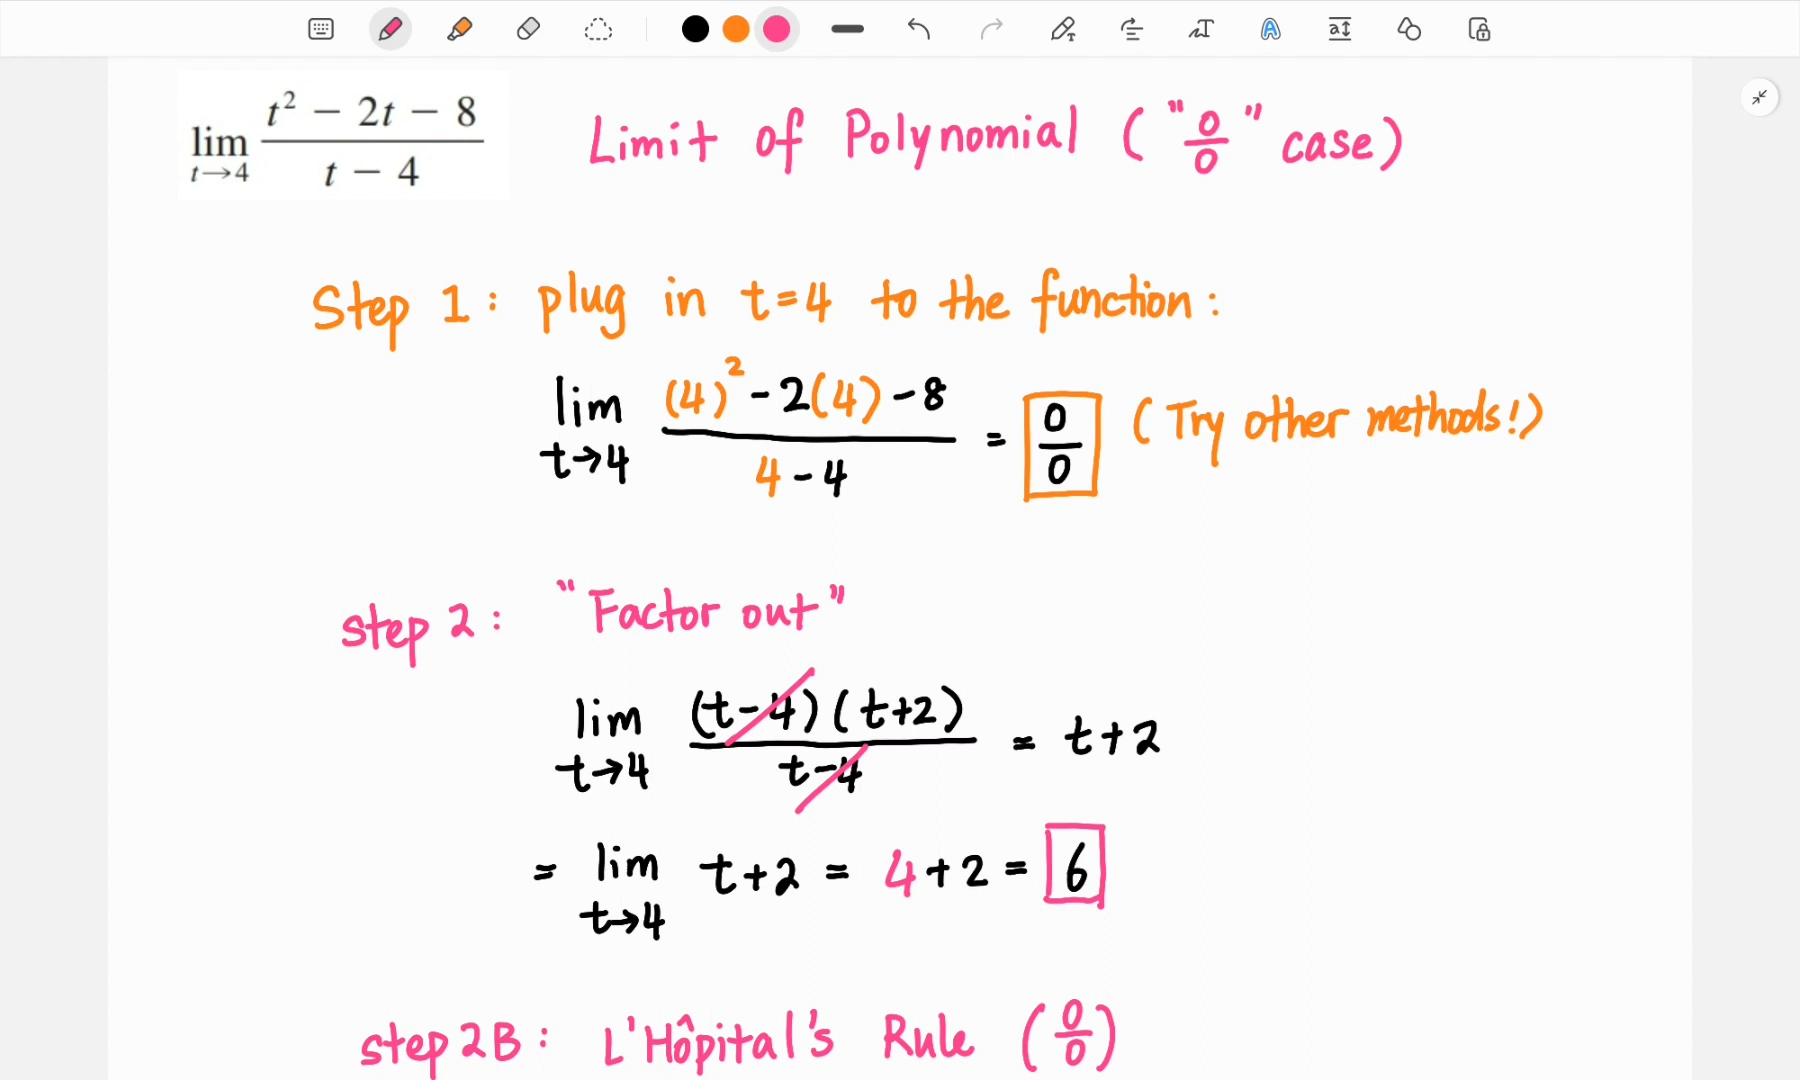 lim t→4 (t² − 2t − 8)/(t − 4)
Limit of Polynomial ("0/0" case)
Step 1: plug in t=4 to the function:
lim t→4 ((4)² - 2(4) - 8)/(4 - 4) = 0/0 (Try other methods!)
step 2: "Factor out"
lim t→4 ((t-4)(t+2))/(t-4) = t+2
= lim t→4 t+2 = 4+2 = 6
step 2B: L'Hôpital's Rule (0/0)